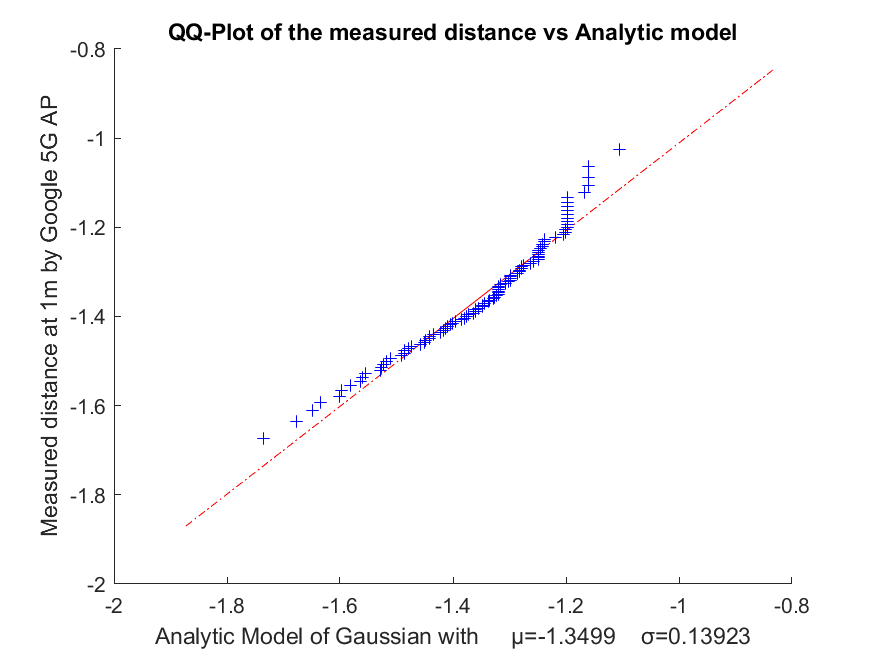 QQ-Plot of the measured distance vs Analytic model
Measured distance at 1m by Google 5G AP
-0.8
-1
-1.2
-1.4
-1.6
-1.8
-2
-2 -1.8 -1.6 -1.4 -1.2 -1 -0.8
Analytic Model of Gaussian with μ=-1.3499 σ=0.13923